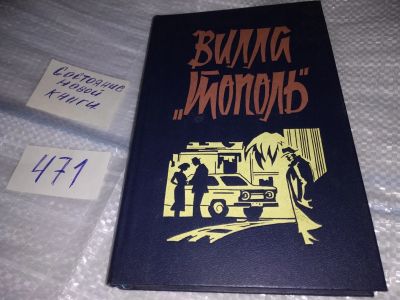 Состояние
новой
книги
471
Вилла
„Тополь“